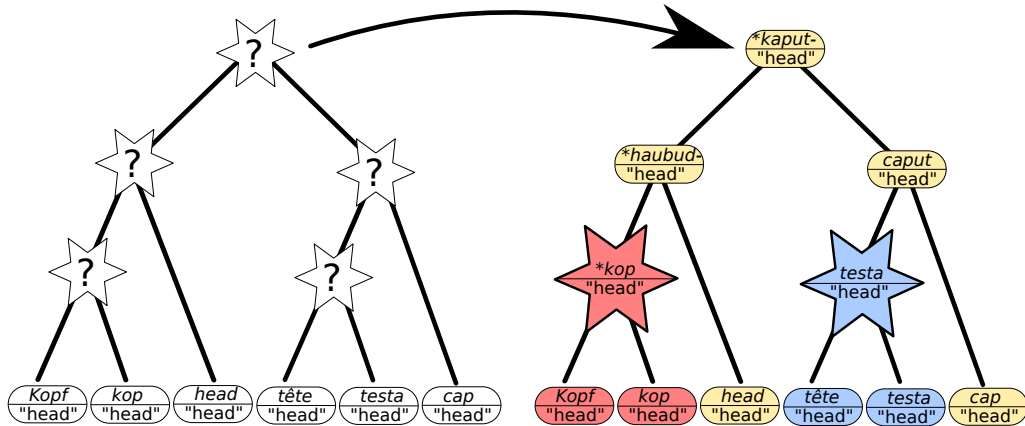 ?
*kaput-
"head"
?
?
*haubud-
"head"
caput
"head"
?
?
*kop
"head"
testa
"head"
Kopf
"head"
kop
"head"
head
"head"
tête
"head"
testa
"head"
cap
"head"
Kopf
"head"
kop
"head"
head
"head"
tête
"head"
testa
"head"
cap
"head"